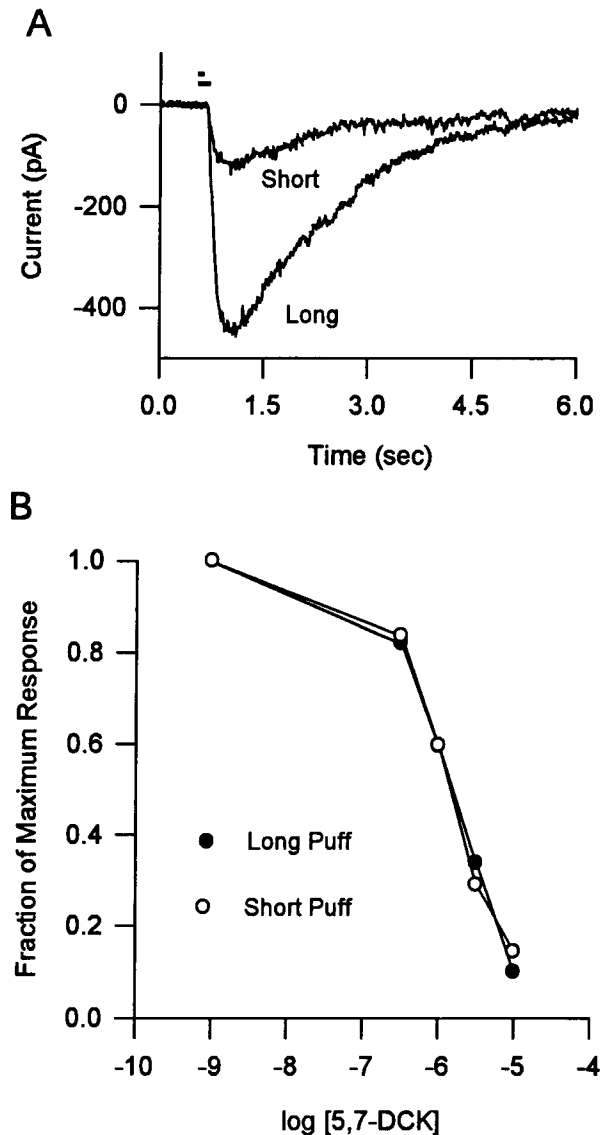 A
Current (pA)
0
-200
-400
Short
Long
0.0 1.5 3.0 4.5 6.0
Time (sec)
B
Fraction of Maximum Response
1.0
0.8
0.6
0.4
0.2
0.0
Long Puff
Short Puff
-10 -9 -8 -7 -6 -5 -4
log [5,7-DCK]